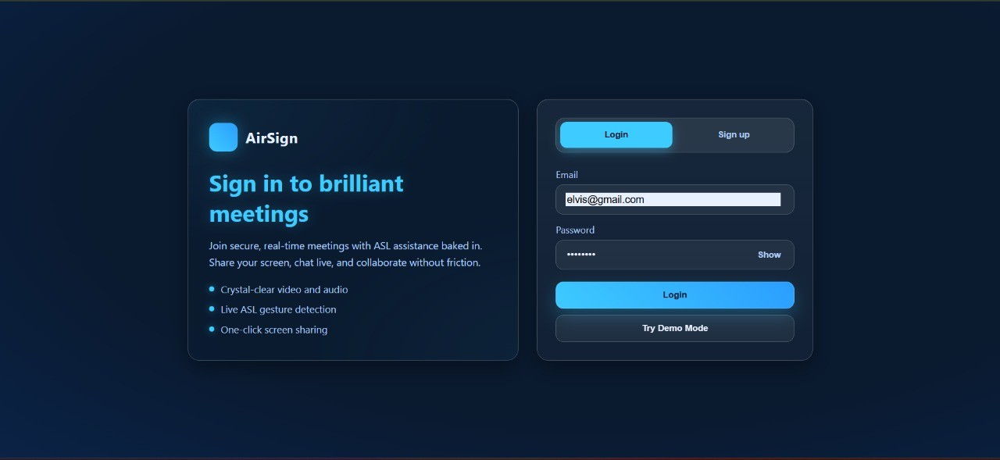 AirSign
Sign in to brilliant
meetings
Join secure, real-time meetings with ASL assistance baked in.
Share your screen, chat live, and collaborate without friction.
Crystal-clear video and audio
Live ASL gesture detection
One-click screen sharing
Login
Sign up
Email
elvis@gmail.com
Password
••••••••
Show
Login
Try Demo Mode